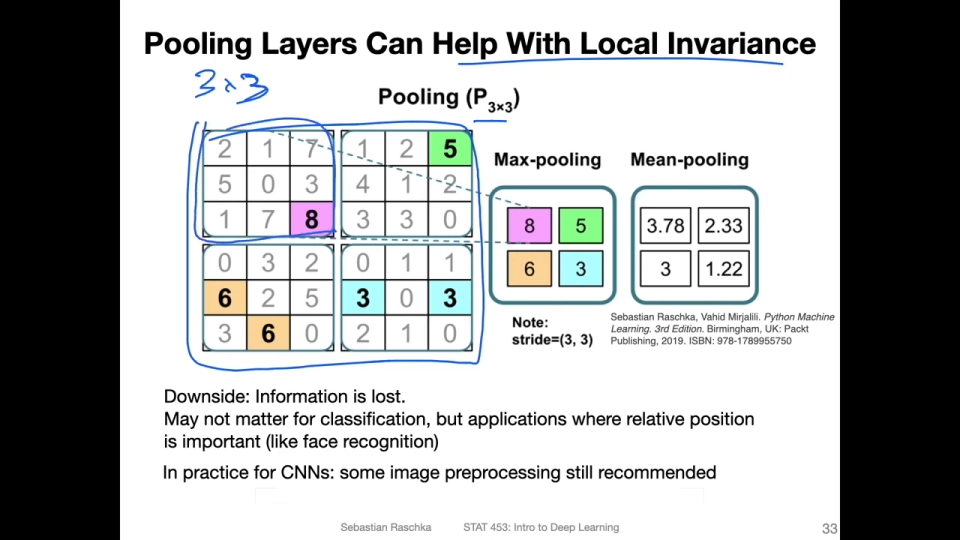 Pooling Layers Can Help With Local Invariance
3×3
Pooling (P3×3)
2 1 7 1 2 5
5 0 3 4 1 2
1 7 8 3 3 0
0 3 2 0 1 1
6 2 5 3 0 3
3 6 0 2 1 0
Max-pooling
8 5
6 3
Note:
stride=(3, 3)
Mean-pooling
3.78 2.33
3 1.22
Sebastian Raschka, Vahid Mirjalili. Python Machine
Learning. 3rd Edition. Birmingham, UK: Packt
Publishing, 2019. ISBN: 978-1789955750
Downside: Information is lost.
May not matter for classification, but applications where relative position
is important (like face recognition)
In practice for CNNs: some image preprocessing still recommended
Sebastian Raschka STAT 453: Intro to Deep Learning
33